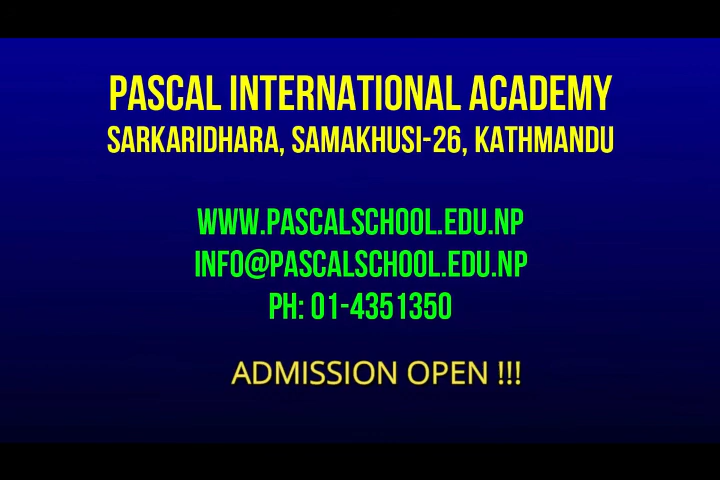 PASCAL INTERNATIONAL ACADEMY
SARKARIDHARA, SAMAKHUSI-26, KATHMANDU
WWW.PASCALSCHOOL.EDU.NP
INFO@PASCALSCHOOL.EDU.NP
PH: 01-4351350
ADMISSION OPEN !!!